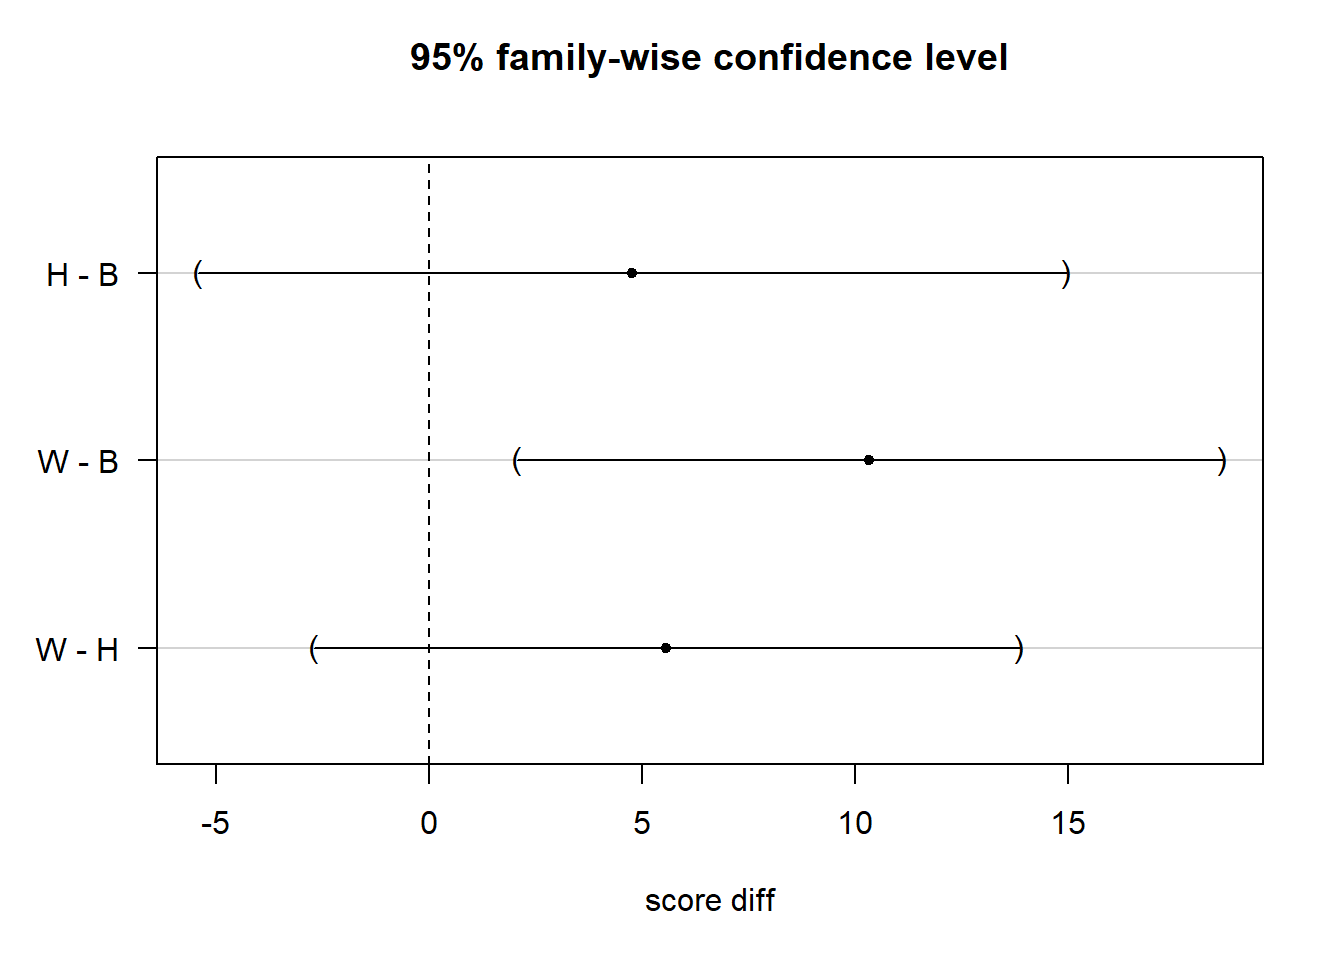 95% family-wise confidence level
H - B
W - B
W - H
-5 0 5 10 15
score diff